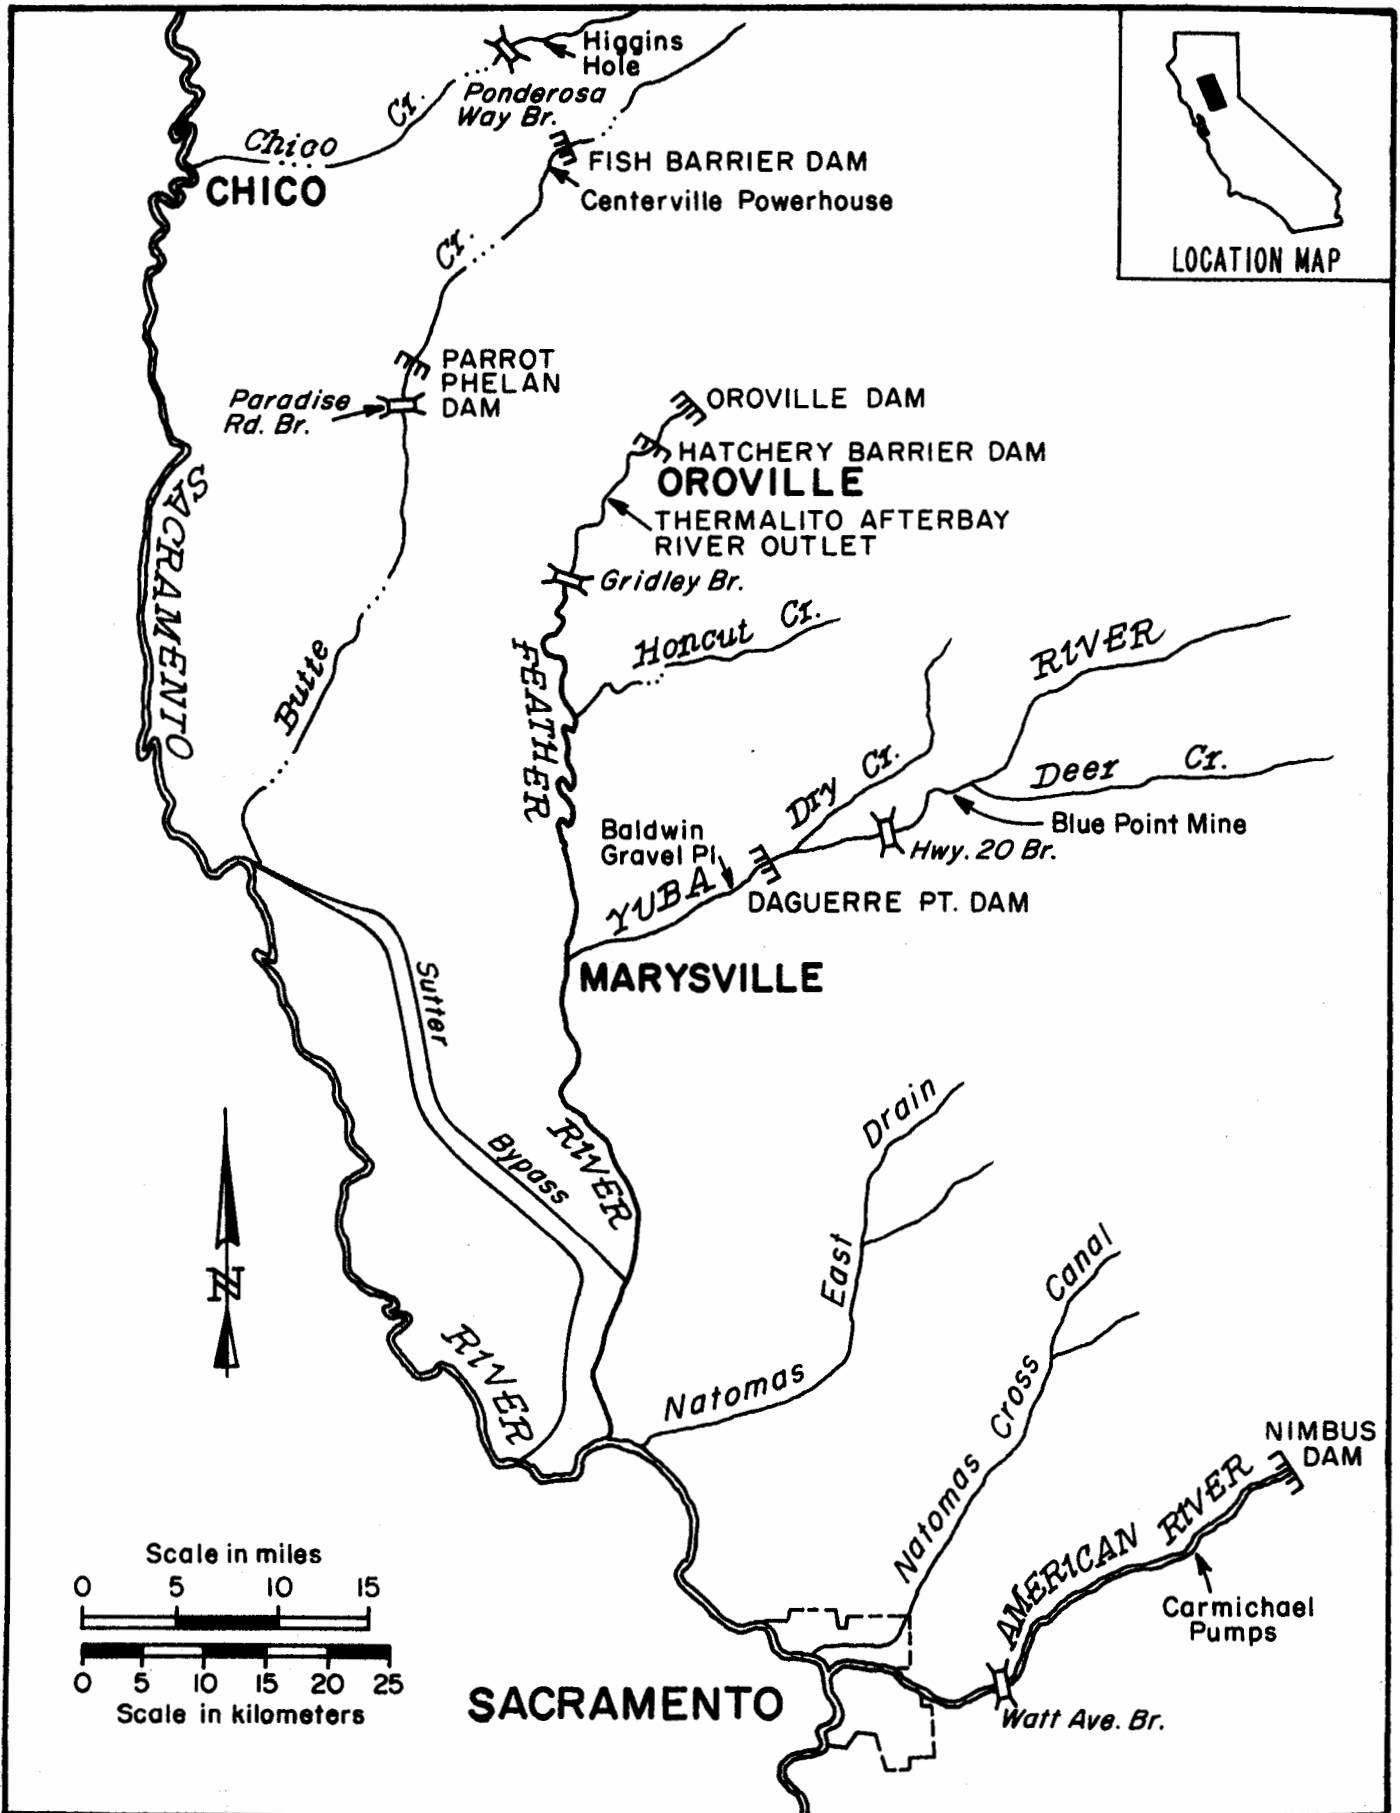 Higgins
Hole
Ponderosa
Way Br.
Chico Cr.
CHICO
FISH BARRIER DAM
Centerville Powerhouse
LOCATION MAP
Cr.
PARROT
PHELAN
DAM
Paradise
Rd. Br.
OROVILLE DAM
HATCHERY BARRIER DAM
OROVILLE
THERMALITO AFTERBAY
RIVER OUTLET
SACRAMENTO
Gridley Br.
Honcut Cr.
RIVER
Butte
FEATHER
Dry Cr.
Deer Cr.
Blue Point Mine
Baldwin
Gravel Pl.
Hwy. 20 Br.
YUBA
DAGUERRE PT. DAM
MARYSVILLE
Sutter
Drain
Bypass
RIVER
East
Canal
N
RIVER
Natomas
Cross
NIMBUS
DAM
Natomas
AMERICAN RIVER
Scale in miles
0 5 10 15
Carmichael
Pumps
0 5 10 15 20 25
Scale in kilometers
SACRAMENTO
Watt Ave. Br.